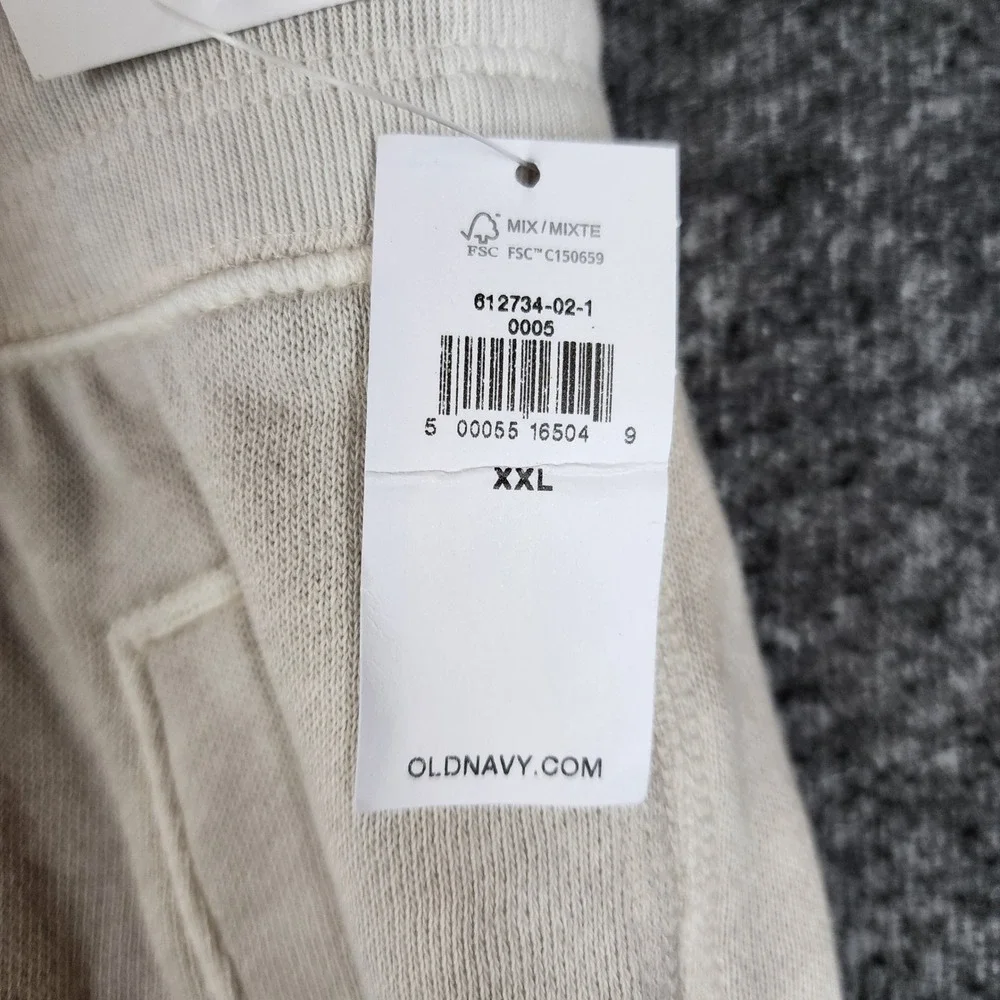 MIX / MIXTE
FSC FSC™ C150659
612734-02-1
0005
5 00055 16504 9
XXL
OLDNAVY.COM